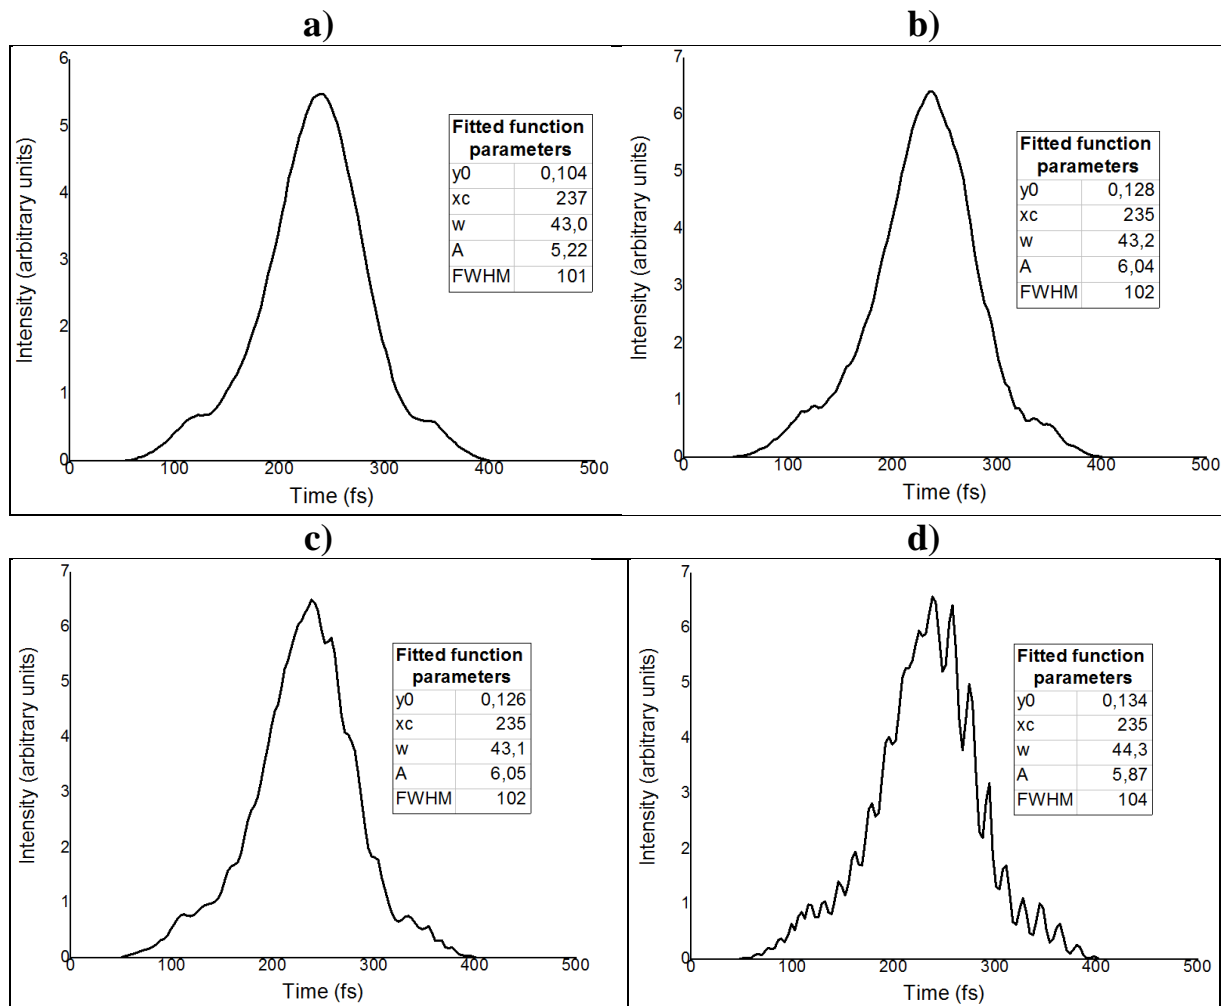 a)
6
5
4
3
2
1
0
0 100 200 300 400 500
Intensity (arbitrary units)
Time (fs)
Fitted function
parameters
y0 0,104
xc 237
w 43,0
A 5,22
FWHM 101
b)
7
6
5
4
3
2
1
0
0 100 200 300 400 500
Intensity (arbitrary units)
Time (fs)
Fitted function
parameters
y0 0,128
xc 235
w 43,2
A 6,04
FWHM 102
c)
7
6
5
4
3
2
1
0
0 100 200 300 400 500
Intensity (arbitrary units)
Time (fs)
Fitted function
parameters
y0 0,126
xc 235
w 43,1
A 6,05
FWHM 102
d)
7
6
5
4
3
2
1
0
0 100 200 300 400 500
Intensity (arbitrary units)
Time (fs)
Fitted function
parameters
y0 0,134
xc 235
w 44,3
A 5,87
FWHM 104